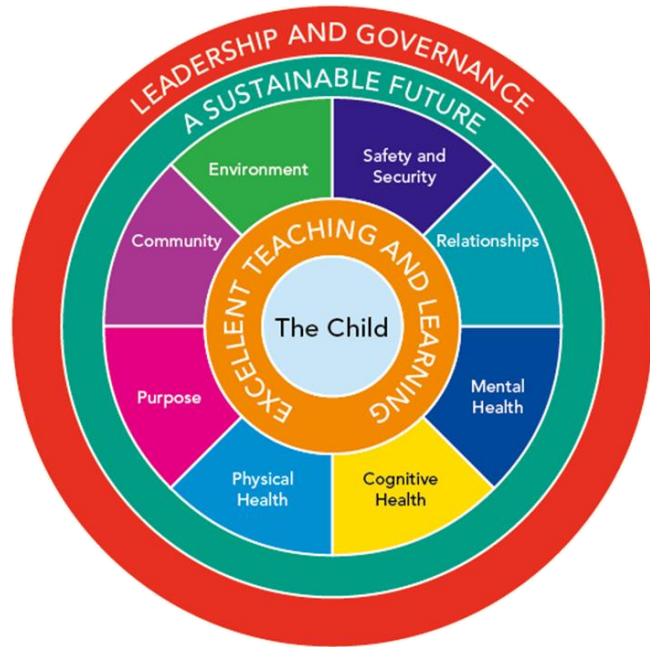 LEADERSHIP AND GOVERNANCE
A SUSTAINABLE FUTURE
Environment
Safety and
Security
Community
Relationships
EXCELLENT TEACHING AND LEARNING
The Child
Purpose
Mental
Health
Physical
Health
Cognitive
Health